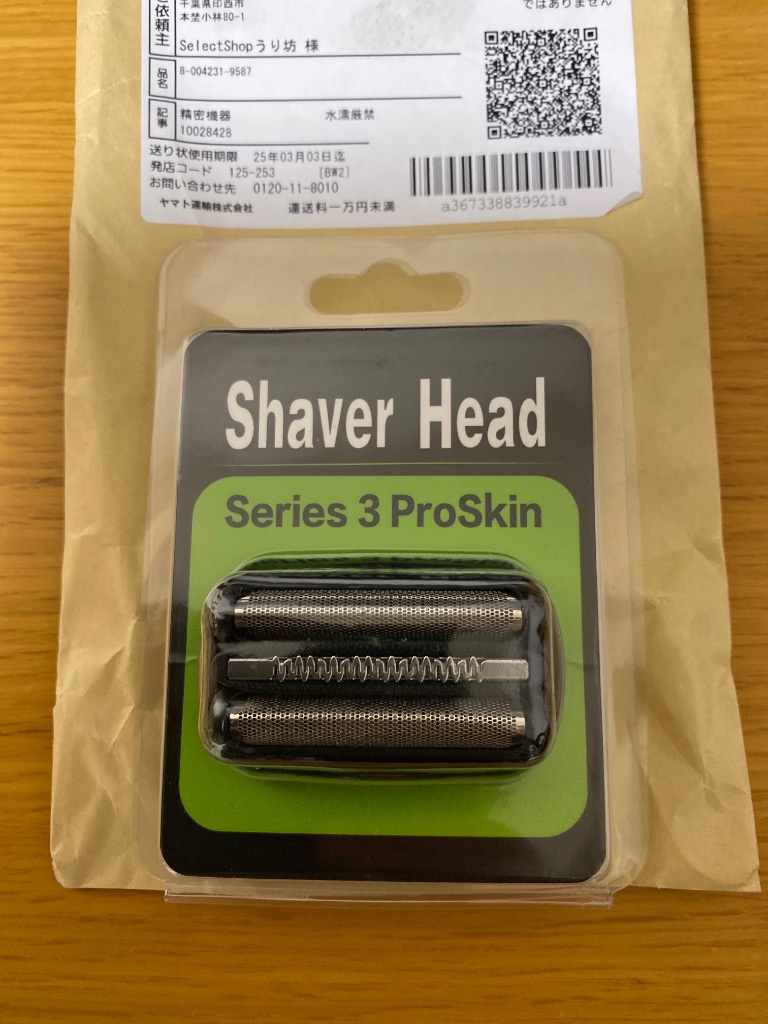 千葉県印西市
本埜小林80-1
ご依頼主
SelectShopうり坊 様
品名
8-004231-9587
記事
精密機器 水濡厳禁
10028428
送り状使用期限 25年03月03日迄
発店コード 125-253 [BW2]
お問い合わせ先 0120-11-8010
ヤマト運輸株式会社 運送料一万円未満
ではありません
a367338839921a
Shaver Head
Series 3 ProSkin